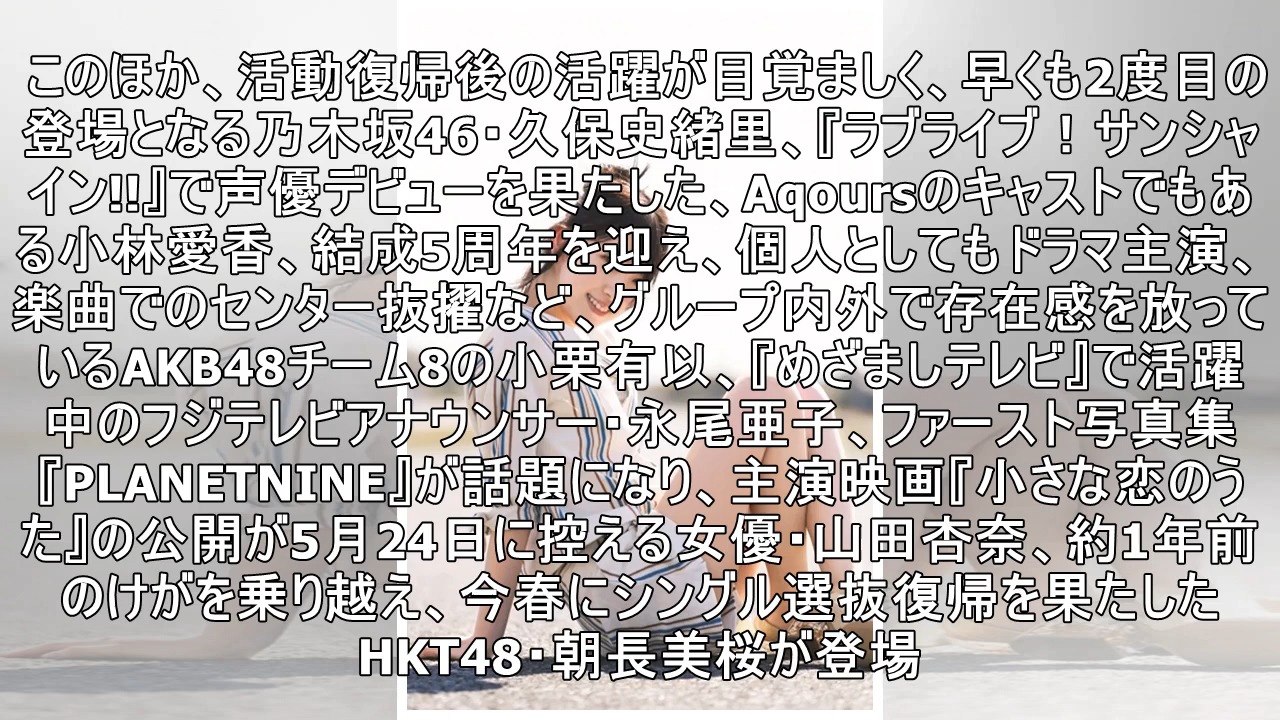 このほか、活動復帰後の活躍が目覚ましく、早くも2度目の
登場となる乃木坂46・久保史緒里、『ラブライブ！サンシャ
イン!!』で声優デビューを果たした、Aqoursのキャストでもあ
る小林愛香、結成5周年を迎え、個人としてもドラマ主演、
楽曲でのセンター抜擢など、グループ内外で存在感を放って
いるAKB48チーム8の小栗有以、『めざましテレビ』で活躍
中のフジテレビアナウンサー・永尾亜子、ファースト写真集
『PLANETNINE』が話題になり、主演映画『小さな恋のう
た』の公開が5月24日に控える女優・山田杏奈、約1年前
のけがを乗り越え、今春にシングル選抜復帰を果たした
HKT48・朝長美桜が登場